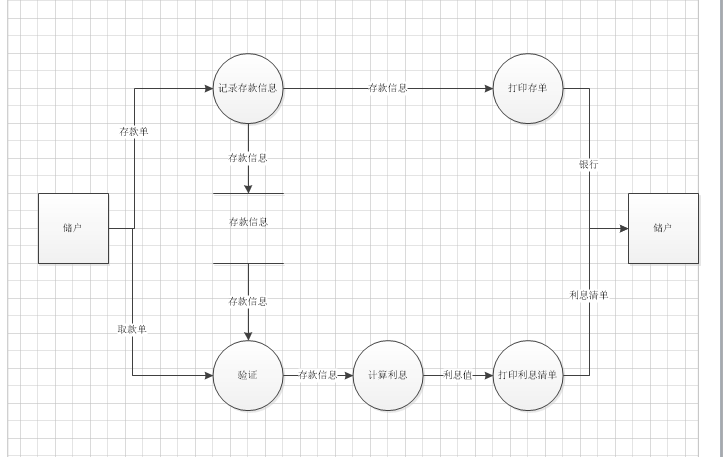 记录存款信息
存款信息
打印存单
存款单
存款信息
银行
储户
存款信息
储户
存款信息
利息清单
取款单
验证
存款信息
计算利息
利息值
打印利息清单